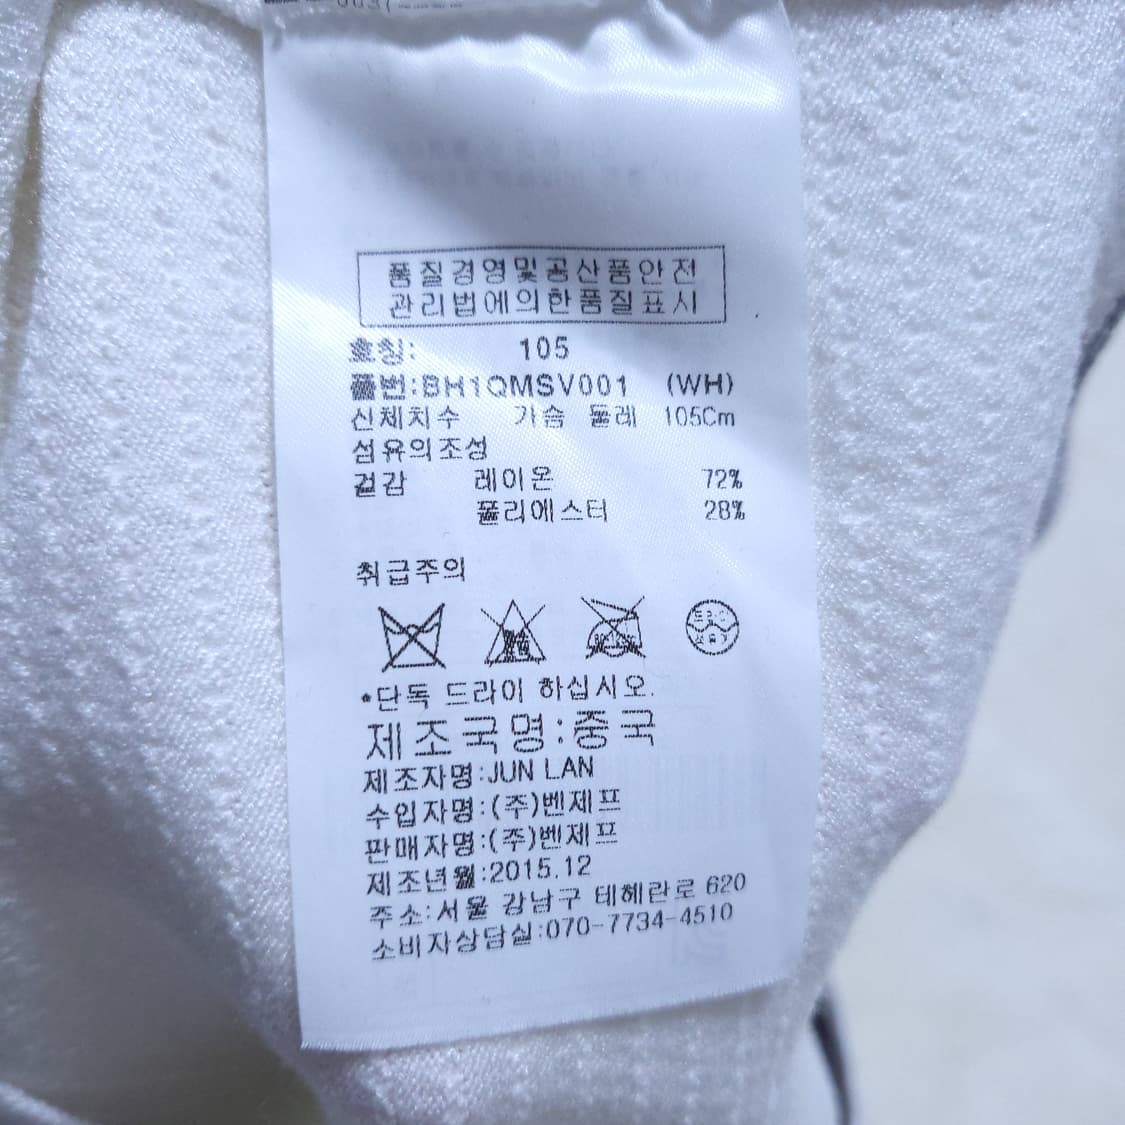 품질경영및공산품안전
관리법에의한품질표시
호칭: 105
품번:BH1QMSV001 (WH)
신체치수 가슴 둘레 105Cm
섬유의조성
겉감 레이온 72%
폴리에스터 28%
취급주의
*단독 드라이 하십시오.
제조국명:중국
제조자명:JUN LAN
수입자명:(주)벤제프
판매자명:(주)벤제프
제조년월:2015.12
주소:서울 강남구 테헤란로 620
소비자상담실:070-7734-4510